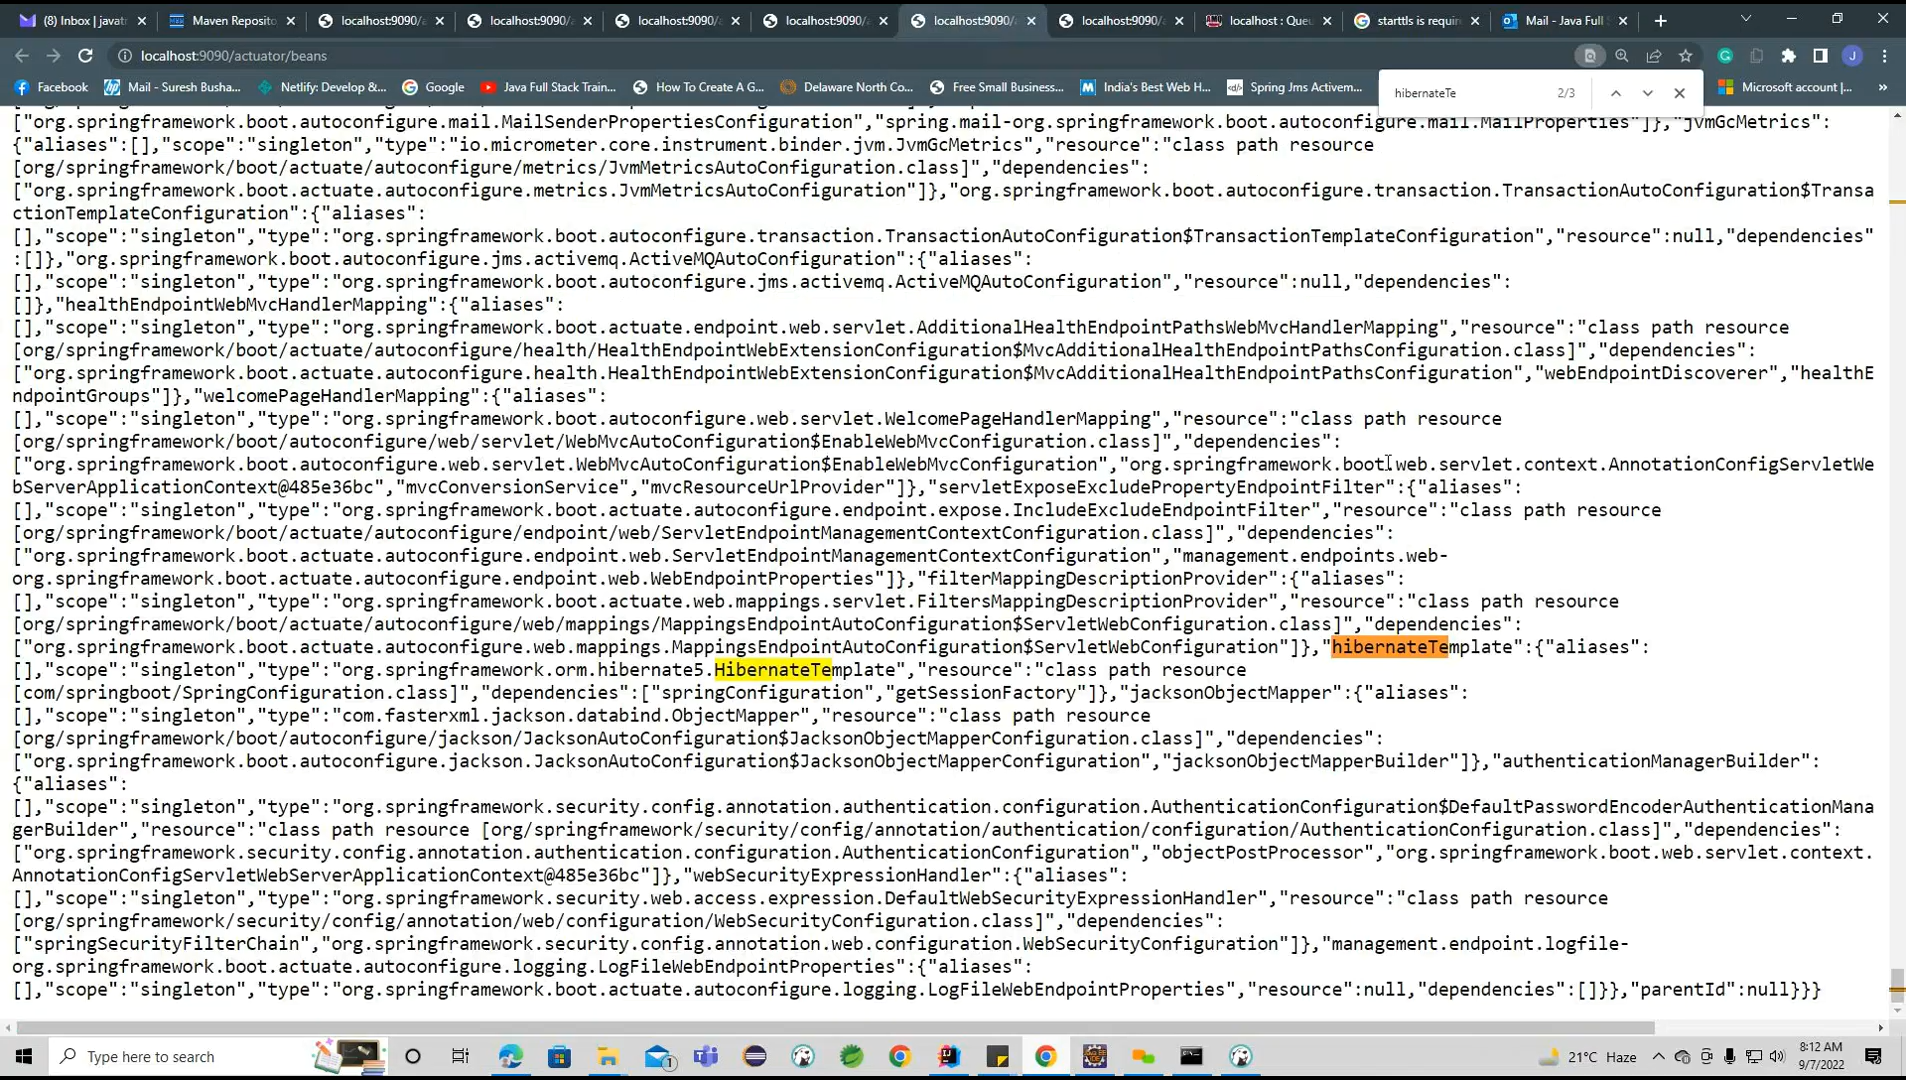 (8) Inbox | javat
Maven Reposito
localhost:9090/
localhost:9090/
localhost:9090/
localhost:9090/
localhost:9090/
localhost:9090/
localhost : Que
starttls is requir
Mail - Java Full
localhost:9090/actuator/beans
Facebook
Mail - Suresh Busha...
Netlify: Develop &...
Google
Java Full Stack Train...
How To Create A G...
Delaware North Co...
Free Small Business...
India's Best Web H...
Spring Jms Activem...
Microsoft account |...
»
hibernateTe 2/3
["org.springframework.boot.autoconfigure.mail.MailSenderPropertiesConfiguration","spring.mail-org.springframework.boot.autoconfigure.mail.MailProperties"]},"jvmGcMetrics":
{"aliases":[],"scope":"singleton","type":"io.micrometer.core.instrument.binder.jvm.JvmGcMetrics","resource":"class path resource
[org/springframework/boot/actuate/autoconfigure/metrics/JvmMetricsAutoConfiguration.class]","dependencies":
["org.springframework.boot.actuate.autoconfigure.metrics.JvmMetricsAutoConfiguration"]},"org.springframework.boot.autoconfigure.transaction.TransactionAutoConfiguration$Transa
ctionTemplateConfiguration":{"aliases":
[],"scope":"singleton","type":"org.springframework.boot.autoconfigure.transaction.TransactionAutoConfiguration$TransactionTemplateConfiguration","resource":null,"dependencies"
:[]},"org.springframework.boot.autoconfigure.jms.activemq.ActiveMQAutoConfiguration":{"aliases":
[],"scope":"singleton","type":"org.springframework.boot.autoconfigure.jms.activemq.ActiveMQAutoConfiguration","resource":null,"dependencies":
[]},"healthEndpointWebMvcHandlerMapping":{"aliases":
[],"scope":"singleton","type":"org.springframework.boot.actuate.endpoint.web.servlet.AdditionalHealthEndpointPathsWebMvcHandlerMapping","resource":"class path resource
[org/springframework/boot/actuate/autoconfigure/health/HealthEndpointWebExtensionConfiguration$MvcAdditionalHealthEndpointPathsConfiguration.class]","dependencies":
["org.springframework.boot.actuate.autoconfigure.health.HealthEndpointWebExtensionConfiguration$MvcAdditionalHealthEndpointPathsConfiguration","webEndpointDiscoverer","healthE
ndpointGroups"]},"welcomePageHandlerMapping":{"aliases":
[],"scope":"singleton","type":"org.springframework.boot.autoconfigure.web.servlet.WelcomePageHandlerMapping","resource":"class path resource
[org/springframework/boot/autoconfigure/web/servlet/WebMvcAutoConfiguration$EnableWebMvcConfiguration.class]","dependencies":
["org.springframework.boot.autoconfigure.web.servlet.WebMvcAutoConfiguration$EnableWebMvcConfiguration","org.springframework.boot.web.servlet.context.AnnotationConfigServletWe
bServerApplicationContext@485e36bc","mvcConversionService","mvcResourceUrlProvider"]},"servletExposeExcludePropertyEndpointFilter":{"aliases":
[],"scope":"singleton","type":"org.springframework.boot.actuate.autoconfigure.endpoint.expose.IncludeExcludeEndpointFilter","resource":"class path resource
[org/springframework/boot/actuate/autoconfigure/endpoint/web/ServletEndpointManagementContextConfiguration.class]","dependencies":
["org.springframework.boot.actuate.autoconfigure.endpoint.web.ServletEndpointManagementContextConfiguration","management.endpoints.web-
org.springframework.boot.actuate.autoconfigure.endpoint.web.WebEndpointProperties"]},"filterMappingDescriptionProvider":{"aliases":
[],"scope":"singleton","type":"org.springframework.boot.actuate.web.mappings.servlet.FiltersMappingDescriptionProvider","resource":"class path resource
[org/springframework/boot/actuate/autoconfigure/web/mappings/MappingsEndpointAutoConfiguration$ServletWebConfiguration.class]","dependencies":
["org.springframework.boot.actuate.autoconfigure.web.mappings.MappingsEndpointAutoConfiguration$ServletWebConfiguration"]},"hibernateTemplate":{"aliases":
[],"scope":"singleton","type":"org.springframework.orm.hibernate5.HibernateTemplate","resource":"class path resource
[com/springboot/SpringConfiguration.class]","dependencies":["springConfiguration","getSessionFactory"]},"jacksonObjectMapper":{"aliases":
[],"scope":"singleton","type":"com.fasterxml.jackson.databind.ObjectMapper","resource":"class path resource
[org/springframework/boot/autoconfigure/jackson/JacksonAutoConfiguration$JacksonObjectMapperConfiguration.class]","dependencies":
["org.springframework.boot.autoconfigure.jackson.JacksonAutoConfiguration$JacksonObjectMapperConfiguration","jacksonObjectMapperBuilder"]},"authenticationManagerBuilder":
{"aliases":
[],"scope":"singleton","type":"org.springframework.security.config.annotation.authentication.configuration.AuthenticationConfiguration$DefaultPasswordEncoderAuthenticationMana
gerBuilder","resource":"class path resource [org/springframework/security/config/annotation/authentication/configuration/AuthenticationConfiguration.class]","dependencies":
["org.springframework.security.config.annotation.authentication.configuration.AuthenticationConfiguration","objectPostProcessor","org.springframework.boot.web.servlet.context.
AnnotationConfigServletWebServerApplicationContext@485e36bc"]},"webSecurityExpressionHandler":{"aliases":
[],"scope":"singleton","type":"org.springframework.security.web.access.expression.DefaultWebSecurityExpressionHandler","resource":"class path resource
[org/springframework/security/config/annotation/web/configuration/WebSecurityConfiguration.class]","dependencies":
["springSecurityFilterChain","org.springframework.security.config.annotation.web.configuration.WebSecurityConfiguration"]},"management.endpoint.logfile-
org.springframework.boot.actuate.autoconfigure.logging.LogFileWebEndpointProperties":{"aliases":
[],"scope":"singleton","type":"org.springframework.boot.actuate.autoconfigure.logging.LogFileWebEndpointProperties","resource":null,"dependencies":[]}},"parentId":null}}}
Type here to search
21°C Haze
8:12 AM
9/7/2022